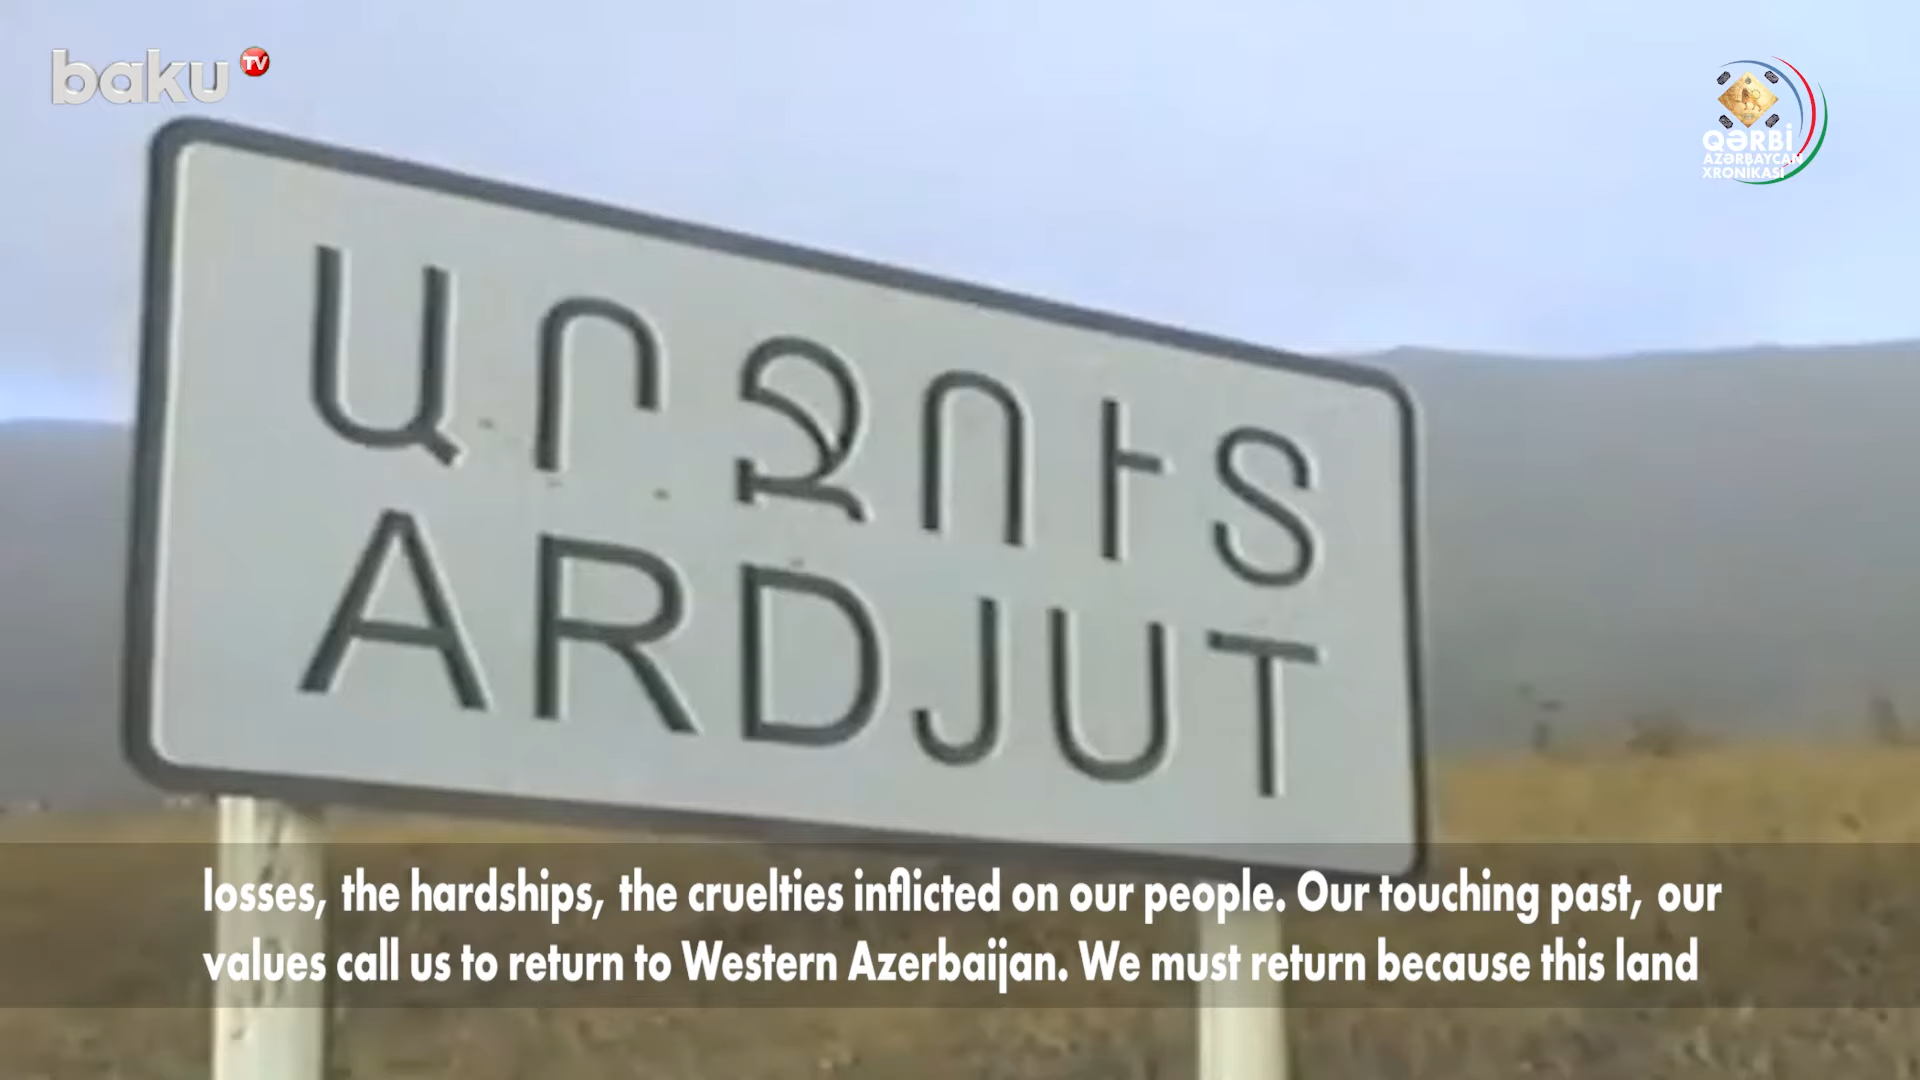 baku TV
QƏRBİ
AZƏRBAYCAN
XRONİKASI
ԱՐՋՈՒՏ
ARDJUT
losses, the hardships, the cruelties inflicted on our people. Our touching past, our
values call us to return to Western Azerbaijan. We must return because this land